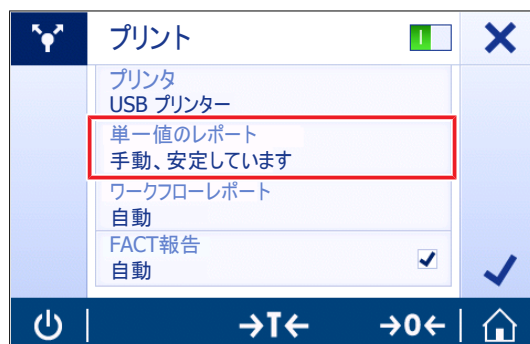 プリント
プリンタ
USB プリンター
単一値のレポート
手動、安定しています
ワークフローレポート
自動
FACT報告
自動
→T← →0←